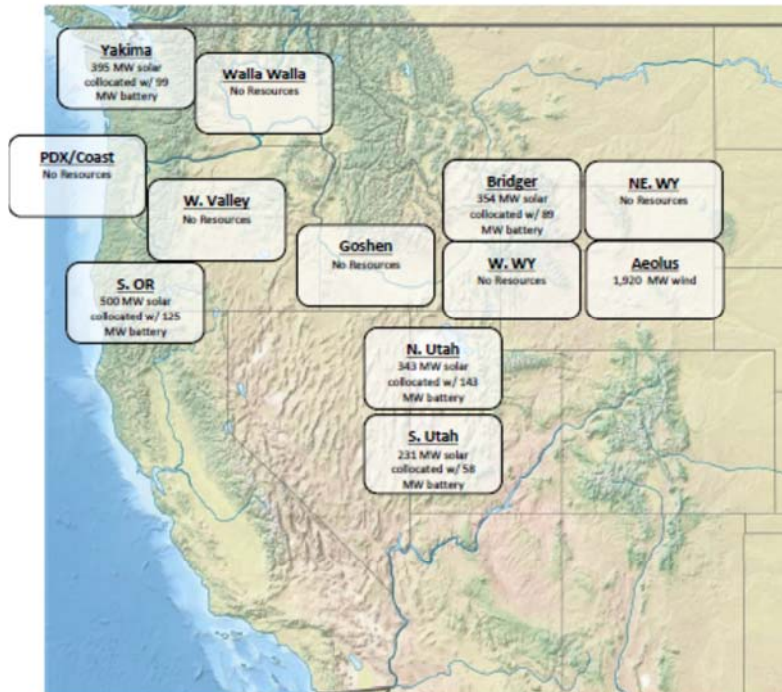 Yakima
395 MW solar
collocated w/ 99
MW battery
Walla Walla
No Resources
PDX/Coast
No Resources
W. Valley
No Resources
Bridger
354 MW solar
collocated w/ 89
MW battery
NE. WY
No Resources
Goshen
No Resources
W. WY
No Resources
Aeolus
1,920 MW wind
S. OR
500 MW solar
collocated w/ 125
MW battery
N. Utah
343 MW solar
collocated w/ 143
MW battery
S. Utah
231 MW solar
collocated w/ 58
MW battery